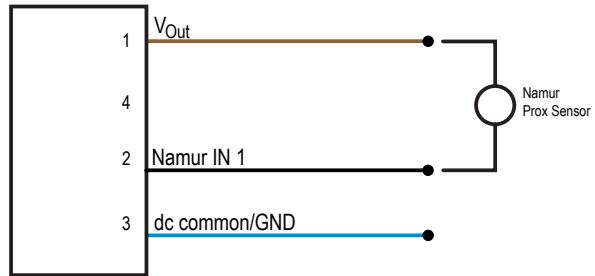 1 VOut
4
Namur
Prox Sensor
2 Namur IN 1
3 dc common/GND